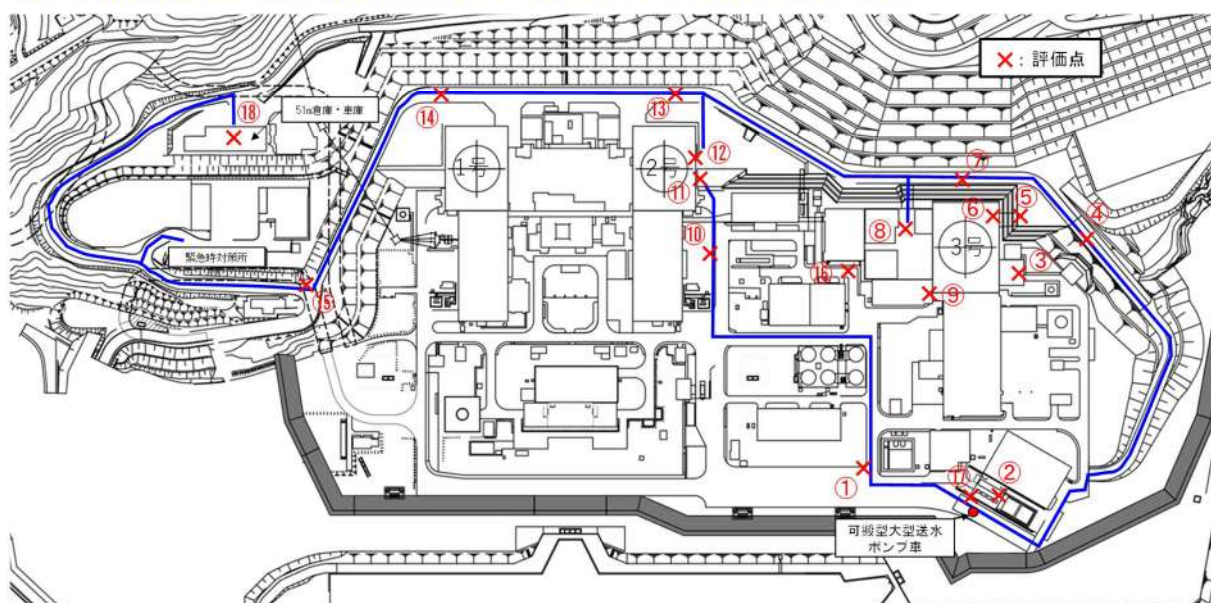 ×：評価点
⑱
51m倉庫・車庫
⑭
⑬
1号
2号
⑫
⑪
⑦
⑥
⑤
④
⑧
3号
③
⑩
⑯
⑨
緊急時対策所
⑮
①
⑰
②
可搬型大型送水
ポンプ車